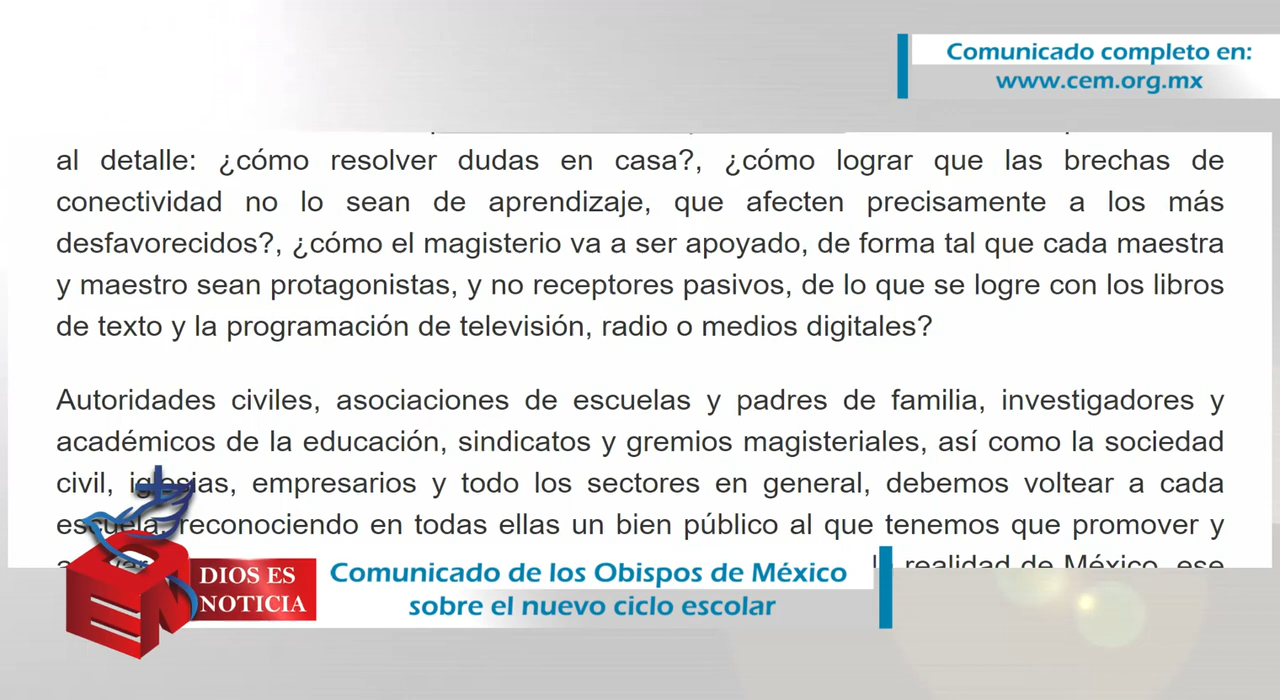 Comunicado completo en:
www.cem.org.mx
al detalle: ¿cómo resolver dudas en casa?, ¿cómo lograr que las brechas de
conectividad no lo sean de aprendizaje, que afecten precisamente a los más
desfavorecidos?, ¿cómo el magisterio va a ser apoyado, de forma tal que cada maestra
y maestro sean protagonistas, y no receptores pasivos, de lo que se logre con los libros
de texto y la programación de televisión, radio o medios digitales?
Autoridades civiles, asociaciones de escuelas y padres de familia, investigadores y
académicos de la educación, sindicatos y gremios magisteriales, así como la sociedad
civil, iglesias, empresarios y todo los sectores en general, debemos voltear a cada
escuela, reconociendo en todas ellas un bien público al que tenemos que promover y
realidad de México, ese
DIOS ES
NOTICIA
Comunicado de los Obispos de México
sobre el nuevo ciclo escolar